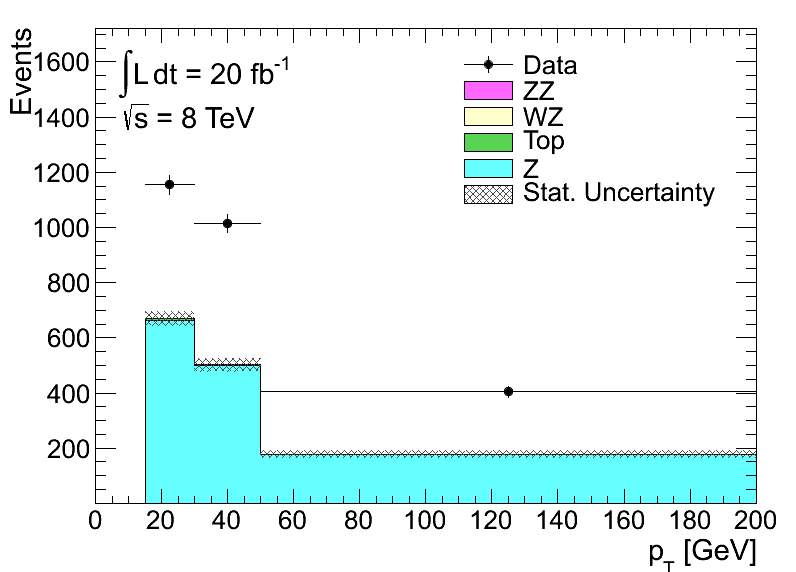 Events
1600
1400
1200
1000
800
600
400
200
∫L dt = 20 fb⁻¹
√s = 8 TeV
Data
ZZ
WZ
Top
Z
Stat. Uncertainty
0 20 40 60 80 100 120 140 160 180 200
p_T [GeV]